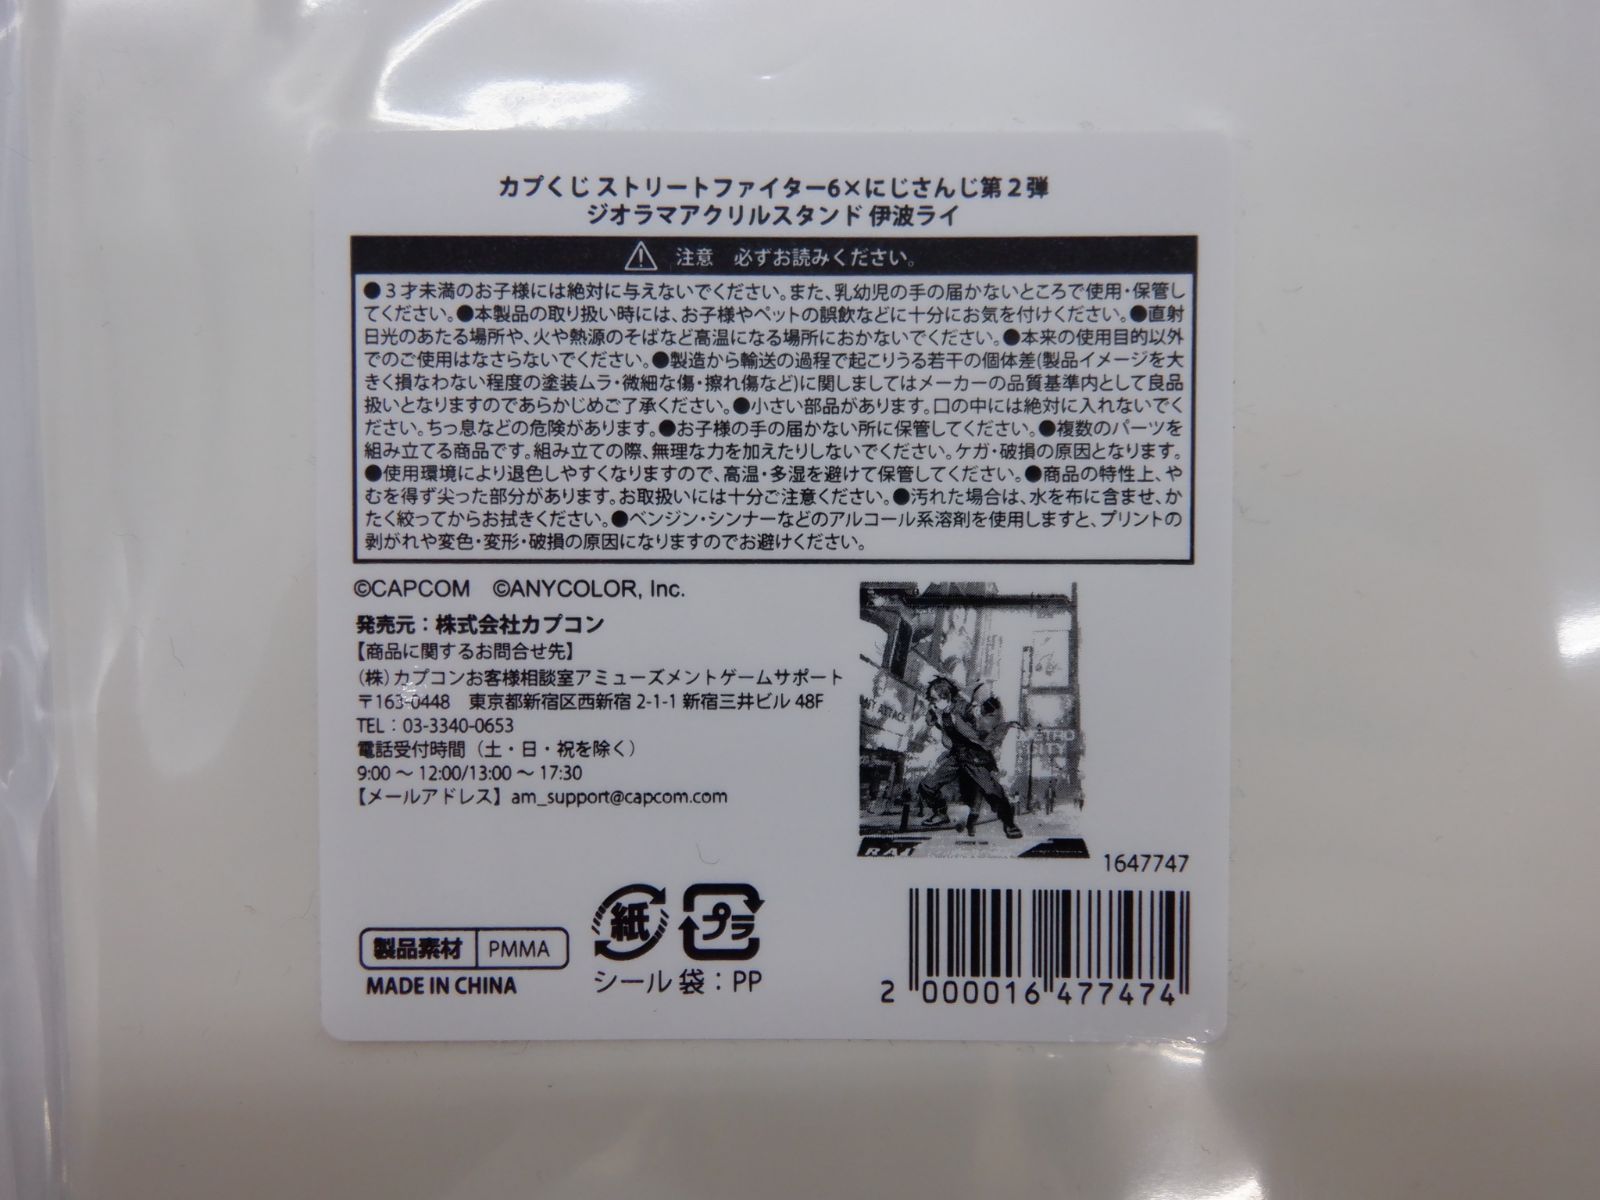 カプくじ ストリートファイター6×にじさんじ第２弾
ジオラマアクリルスタンド 伊波ライ
注意 必ずお読みください。
●３才未満のお子様には絶対に与えないでください。また、乳幼児の手の届かないところで使用・保管し
てください。●本製品の取り扱い時には、お子様やペットの誤飲などに十分にお気を付けください。●直射
日光のあたる場所や、火や熱源のそばなど高温になる場所におかないでください。●本来の使用目的以外
でのご使用はなさらないでください。●製造から輸送の過程で起こりうる若干の個体差(製品イメージを大
きく損なわない程度の塗装ムラ・微細な傷・擦れ傷など)に関しましてはメーカーの品質基準内として良品
扱いとなりますのであらかじめご了承ください。●小さい部品があります。口の中には絶対に入れないでく
ださい。ちっ息などの危険があります。●お子様の手の届かない所に保管してください。●複数のパーツを
組み立てる商品です。組み立ての際、無理な力を加えたりしないでください。ケガ・破損の原因となります。
●使用環境により退色しやすくなりますので、高温・多湿を避けて保管してください。●商品の特性上、や
むを得ず尖った部分があります。お取扱いには十分ご注意ください。●汚れた場合は、水を布に含ませ、か
たく絞ってからお拭きください。●ベンジン・シンナーなどのアルコール系溶剤を使用しますと、プリントの
剥がれや変色・変形・破損の原因になりますのでお避けください。
©CAPCOM ©ANYCOLOR, Inc.
発売元：株式会社カプコン
【商品に関するお問合せ先】
（株）カプコンお客様相談室アミューズメントゲームサポート
〒163-0448 東京都新宿区西新宿 2-1-1 新宿三井ビル 48F
TEL：03-3340-0653
電話受付時間（土・日・祝を除く）
9:00 〜 12:00/13:00 〜 17:30
【メールアドレス】am_support@capcom.com
METRO
CITY
1647747
紙 プラ
シール 袋：PP
製品素材 PMMA
MADE IN CHINA
2 000016 477474